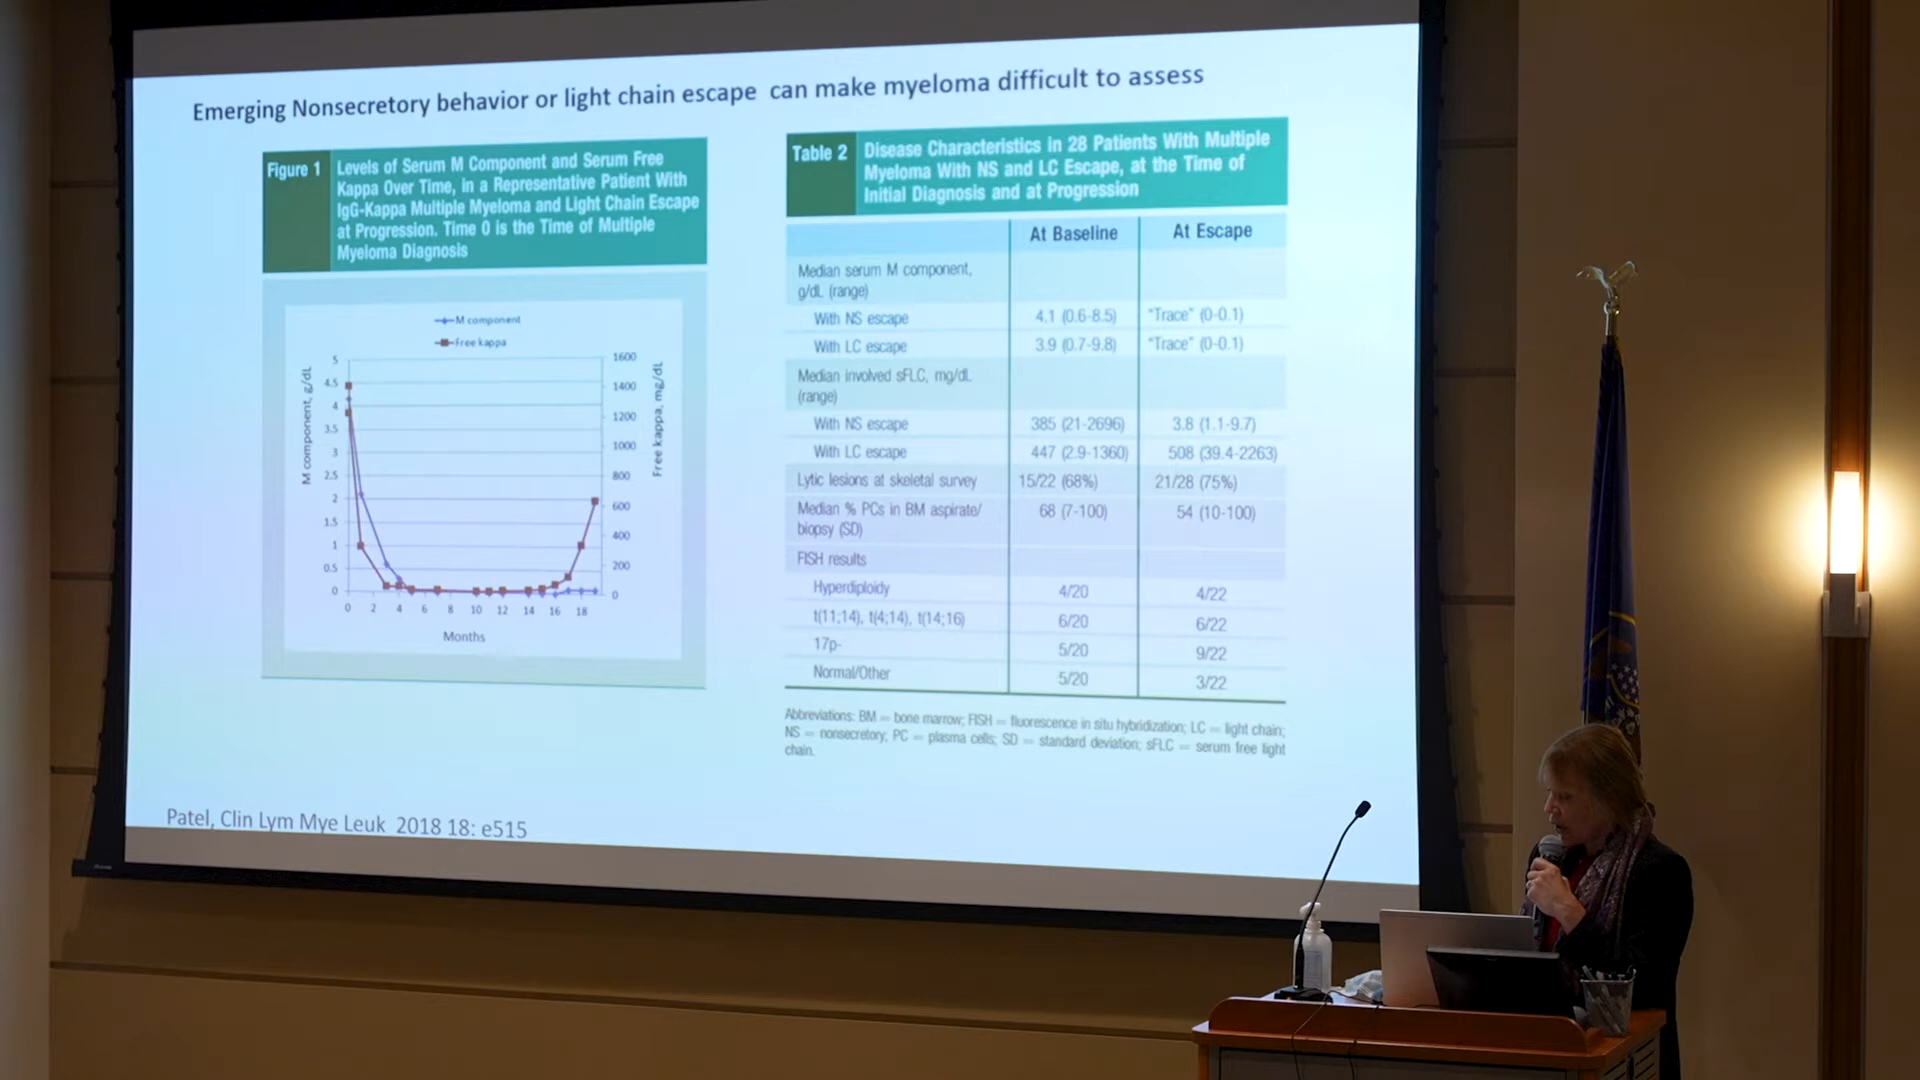 Emerging Nonsecretory behavior or light chain escape can make myeloma difficult to assess
Figure 1
Levels of Serum M Component and Serum Free
Kappa Over Time, in a Representative Patient With
IgG-Kappa Multiple Myeloma and Light Chain Escape
at Progression. Time 0 is the Time of Multiple
Myeloma Diagnosis
M component
Free kappa
M component, g/dL
5
4.5
4
3.5
3
2.5
2
1.5
1
0.5
0
1600
1400
1200
1000
800
600
400
200
0
Free kappa, mg/dL
0 2 4 6 8 10 12 14 16 18
Months
Table 2
Disease Characteristics in 28 Patients With Multiple
Myeloma With NS and LC Escape, at the Time of
Initial Diagnosis and at Progression
At Baseline At Escape
Median serum M component,
g/dL (range)
With NS escape 4.1 (0.6-8.5) "Trace" (0-0.1)
With LC escape 3.9 (0.7-9.8) "Trace" (0-0.1)
Median involved sFLC, mg/dL
(range)
With NS escape 385 (21-2696) 3.8 (1.1-9.7)
With LC escape 447 (2.9-1360) 508 (39.4-2263)
Lytic lesions at skeletal survey 15/22 (68%) 21/28 (75%)
Median % PCs in BM aspirate/ 68 (7-100) 54 (10-100)
biopsy (SD)
FISH results
Hyperdiploidy 4/20 4/22
t(11;14), t(4;14), t(14;16) 6/20 6/22
17p- 5/20 9/22
Normal/Other 5/20 3/22
Abbreviations: BM = bone marrow; FISH = fluorescence in situ hybridization; LC = light chain;
NS = nonsecretory; PC = plasma cells; SD = standard deviation; sFLC = serum free light
chain.
Patel, Clin Lym Mye Leuk 2018 18: e515